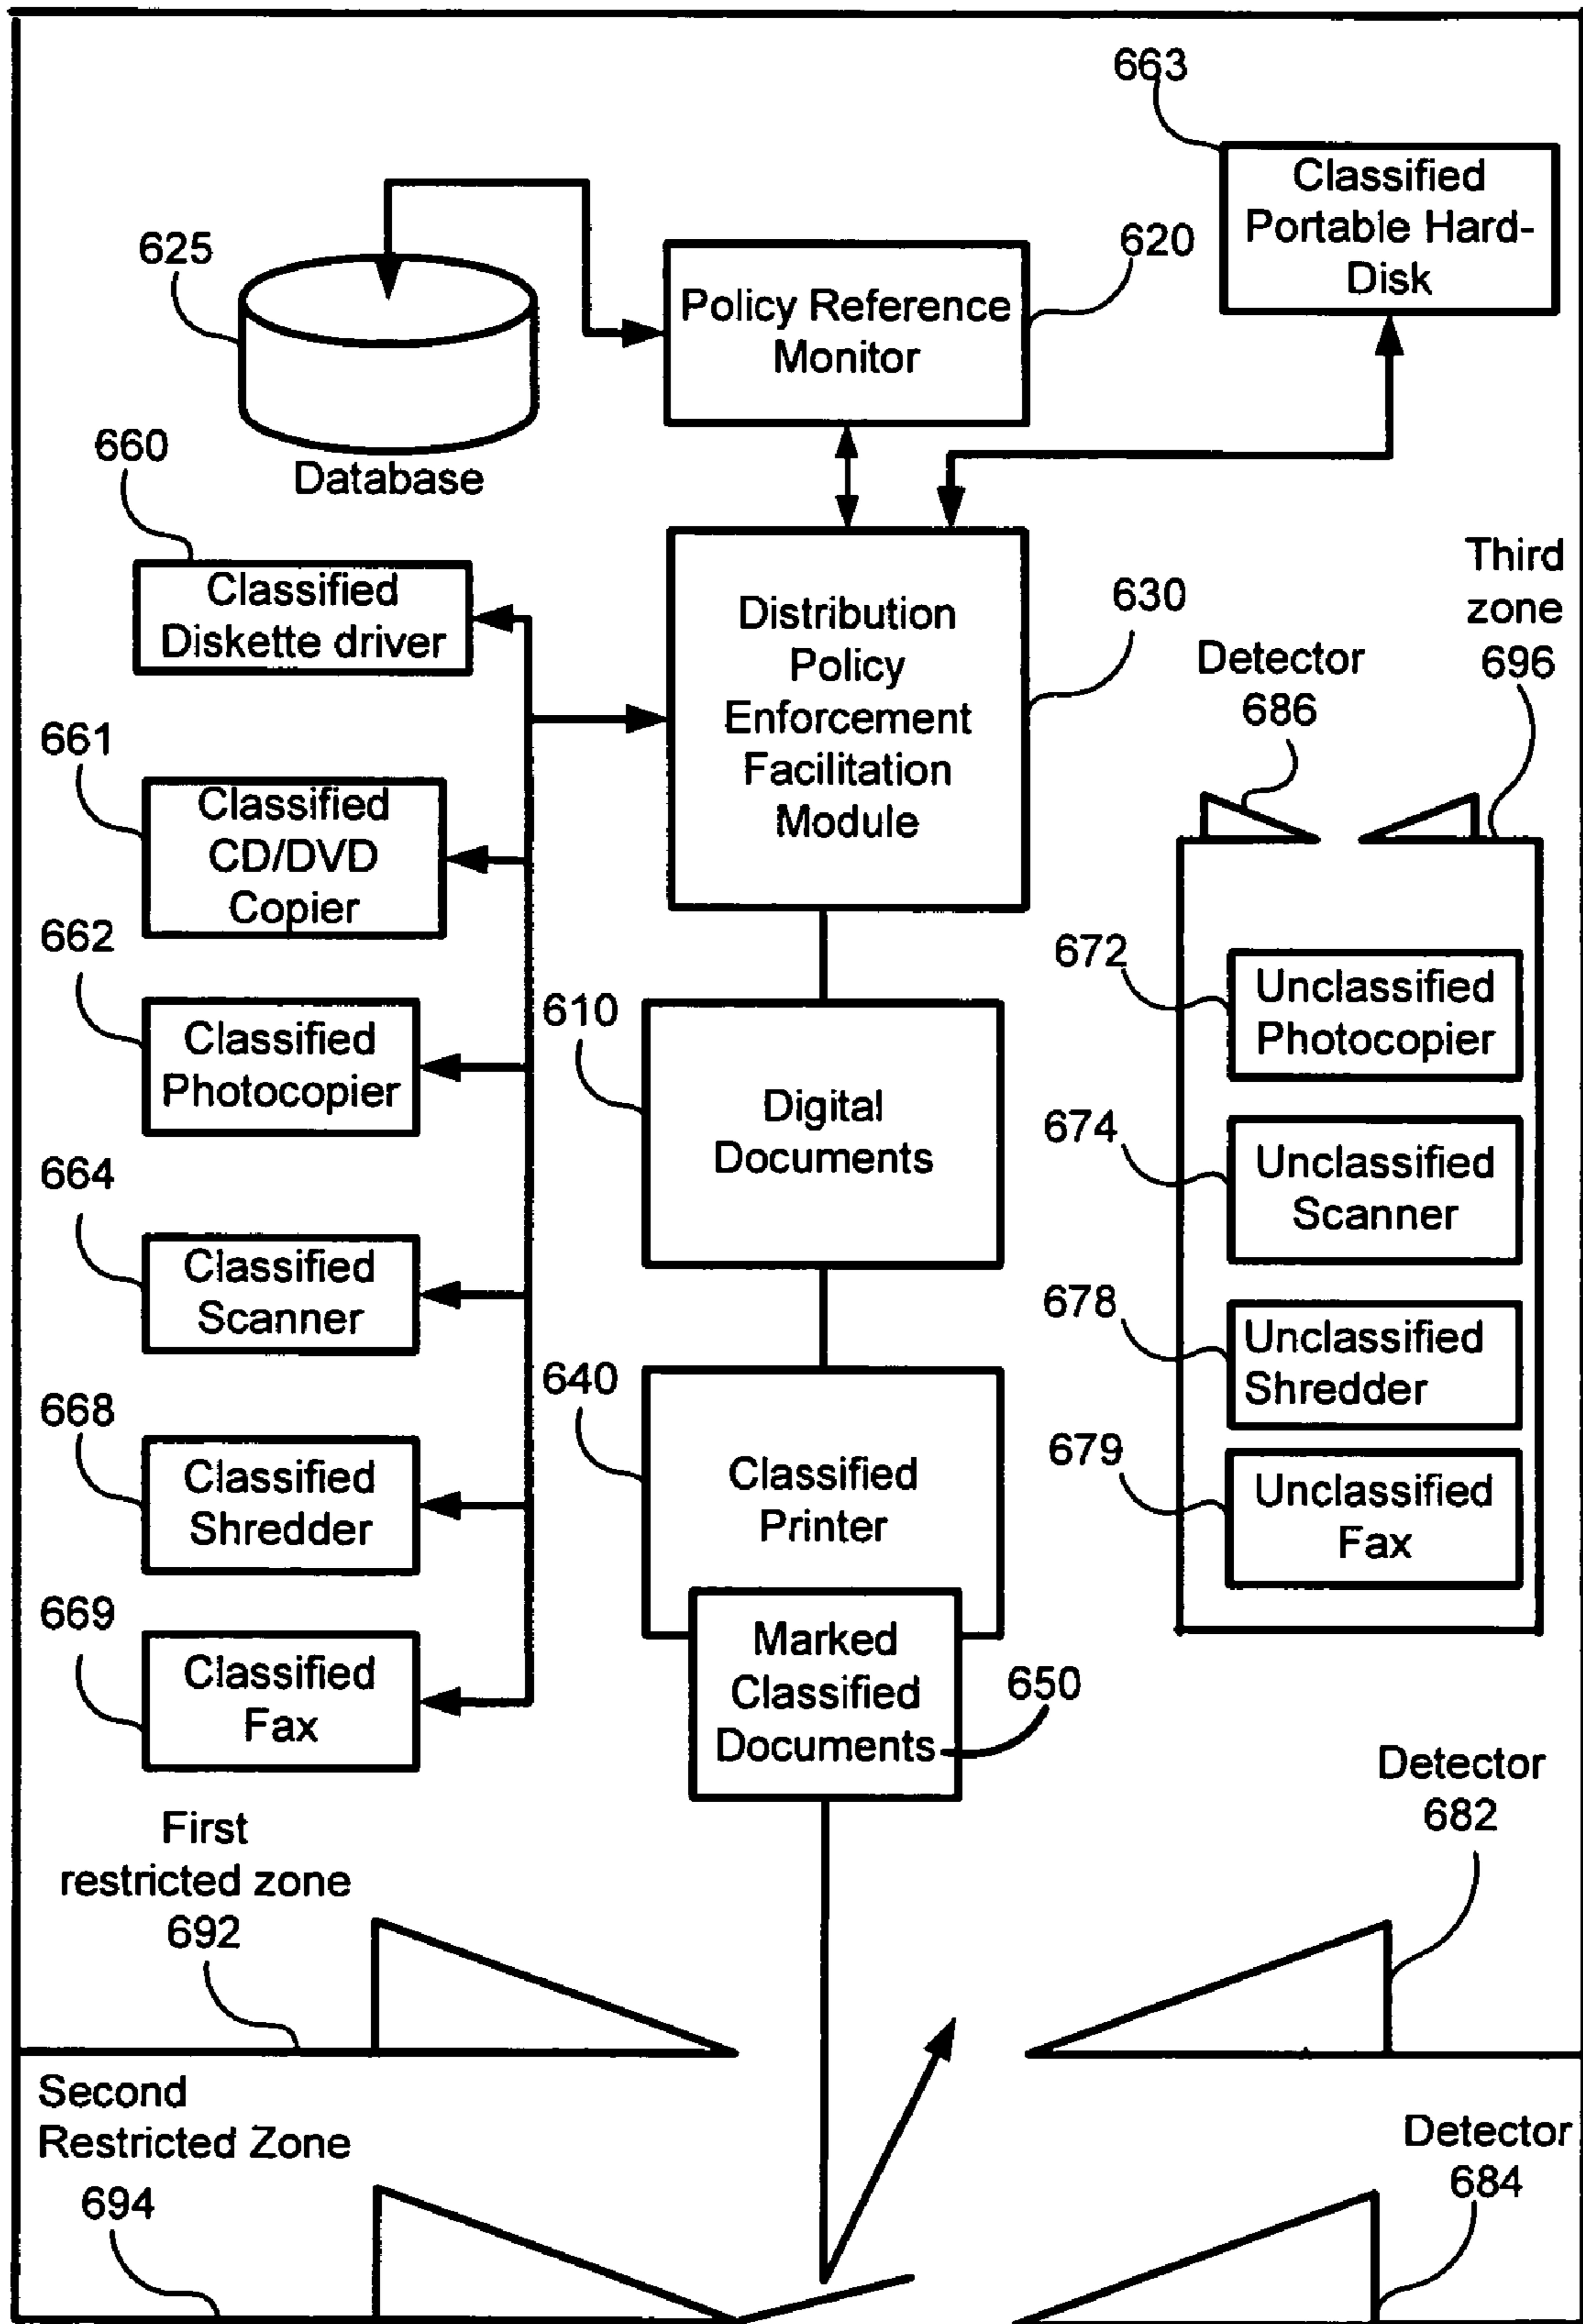 663
Classified
Portable Hard-
Disk
625
Database
620
Policy Reference
Monitor
660
Classified
Diskette driver
630
Distribution
Policy
Enforcement
Facilitation
Module
Third
zone
696
Detector
686
661
Classified
CD/DVD
Copier
662
Classified
Photocopier
610
Digital
Documents
672
Unclassified
Photocopier
674
Unclassified
Scanner
664
Classified
Scanner
678
Unclassified
Shredder
640
Classified
Printer
668
Classified
Shredder
679
Unclassified
Fax
669
Classified
Fax
Marked
Classified
Documents
650
Detector
682
First
restricted zone
692
Second
Restricted Zone
694
Detector
684